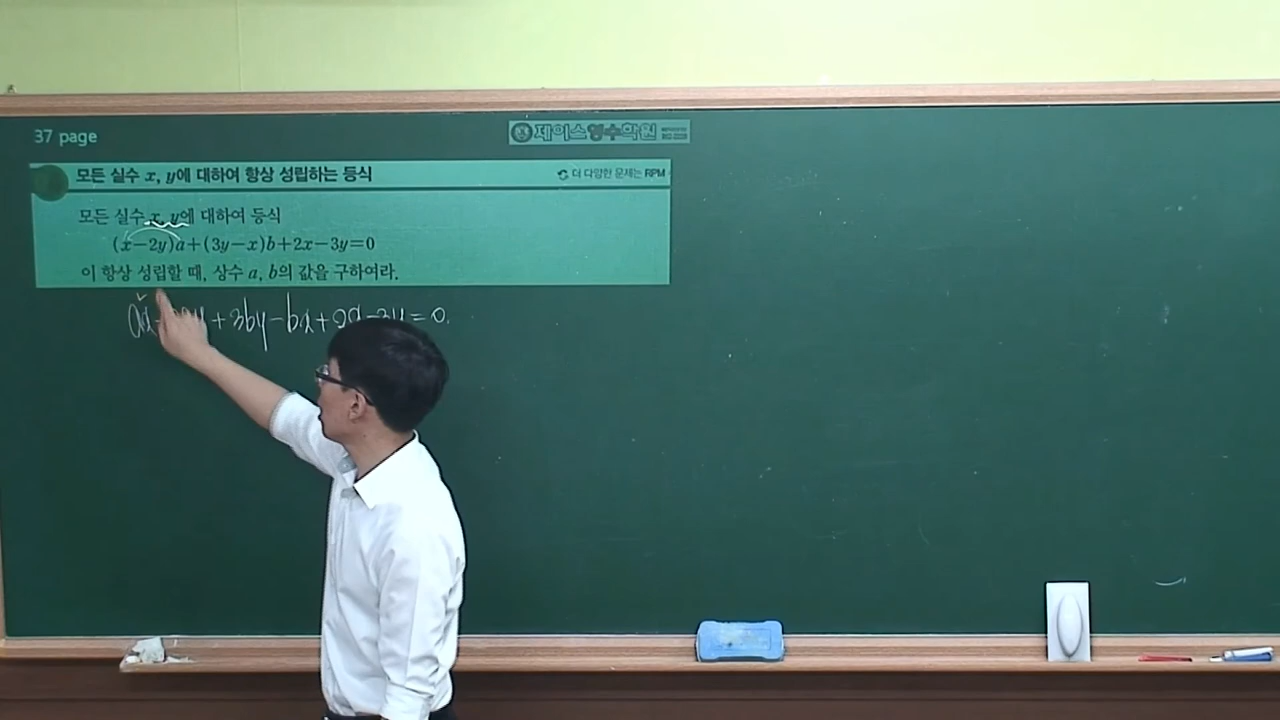 37 page
제이스영수학원
모든 실수 x, y에 대하여 항상 성립하는 등식
더 다양한 문제는 RPM
모든 실수 x, y에 대하여 등식
(x-2y)a+(3y-x)b+2x-3y=0
이 항상 성립할 때, 상수 a, b의 값을 구하여라.
+3by-bx+2x-3y=0.